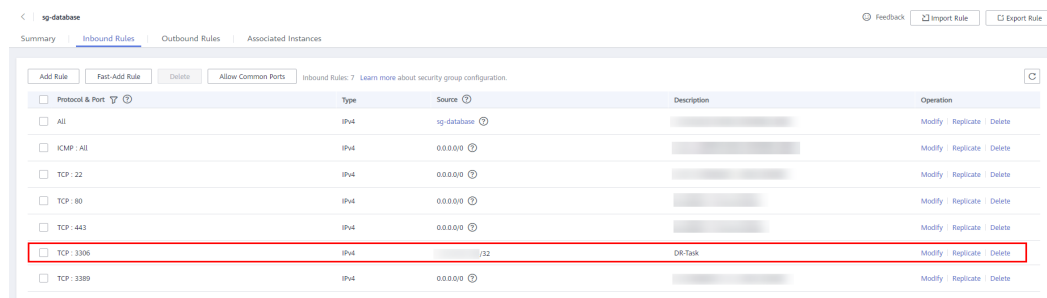 < sg-database Feedback Import Rule Export Rule
Summary Inbound Rules Outbound Rules Associated Instances
Add Rule Fast-Add Rule Delete Allow Common Ports Inbound Rules: 7 Learn more about security group configuration.
Protocol & Port Type Source Description Operation
All IPv4 sg-database Modify Replicate Delete
ICMP : All IPv4 0.0.0.0/0 Modify Replicate Delete
TCP : 22 IPv4 0.0.0.0/0 Modify Replicate Delete
TCP : 80 IPv4 0.0.0.0/0 Modify Replicate Delete
TCP : 443 IPv4 0.0.0.0/0 Modify Replicate Delete
TCP : 3306 IPv4 /32 DR-Task Modify Replicate Delete
TCP : 3389 IPv4 0.0.0.0/0 Modify Replicate Delete